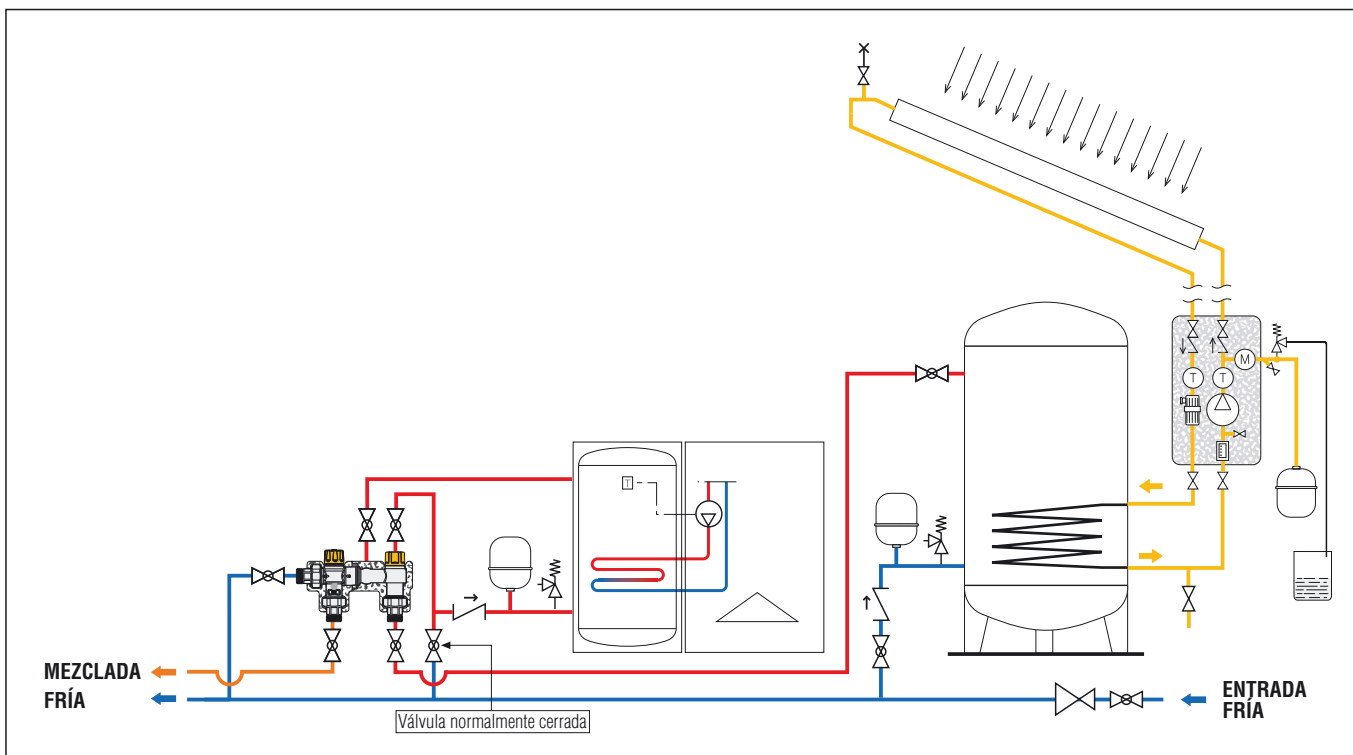 M
T
T
T
MEZCLADA
FRÍA
Válvula normalmente cerrada
ENTRADA
FRÍA